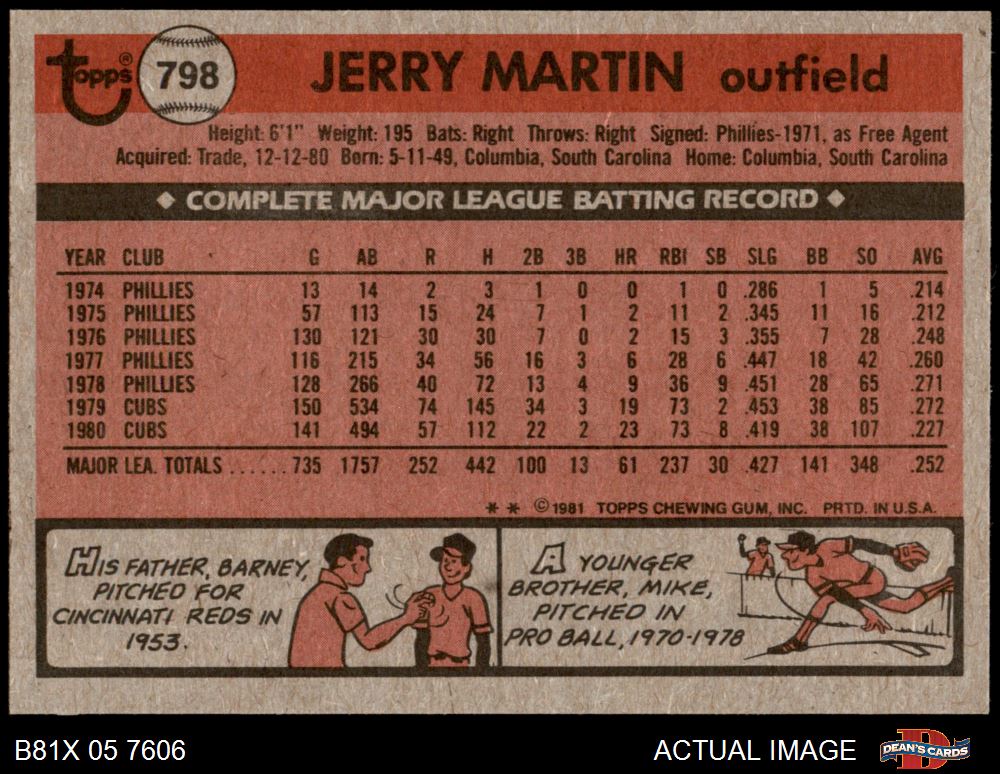 topps® 798 JERRY MARTIN outfield
Height: 6'1" Weight: 195 Bats: Right Throws: Right Signed: Phillies-1971, as Free Agent
Acquired: Trade, 12-12-80 Born: 5-11-49, Columbia, South Carolina Home: Columbia, South Carolina
◆ COMPLETE MAJOR LEAGUE BATTING RECORD ◆
YEAR CLUB G AB R H 2B 3B HR RBI SB SLG BB SO AVG
1974 PHILLIES 13 14 2 3 1 0 0 1 0 .286 1 5 .214
1975 PHILLIES 57 113 15 24 7 1 2 11 2 .345 11 16 .212
1976 PHILLIES 130 121 30 30 7 0 2 15 3 .355 7 28 .248
1977 PHILLIES 116 215 34 56 16 3 6 28 6 .447 18 42 .260
1978 PHILLIES 128 266 40 72 13 4 9 36 9 .451 28 65 .271
1979 CUBS 150 534 74 145 34 3 19 73 2 .453 38 85 .272
1980 CUBS 141 494 57 112 22 2 23 73 8 .419 38 107 .227
MAJOR LEA. TOTALS ...... 735 1757 252 442 100 13 61 237 30 .427 141 348 .252
* * © 1981 TOPPS CHEWING GUM, INC. PRTD. IN U.S.A.
HIS FATHER, BARNEY,
PITCHED FOR
CINCINNATI REDS IN
1953.
A YOUNGER
BROTHER, MIKE,
PITCHED IN
PRO BALL, 1970-1978
B81X 05 7606 ACTUAL IMAGE DEAN'S CARDS